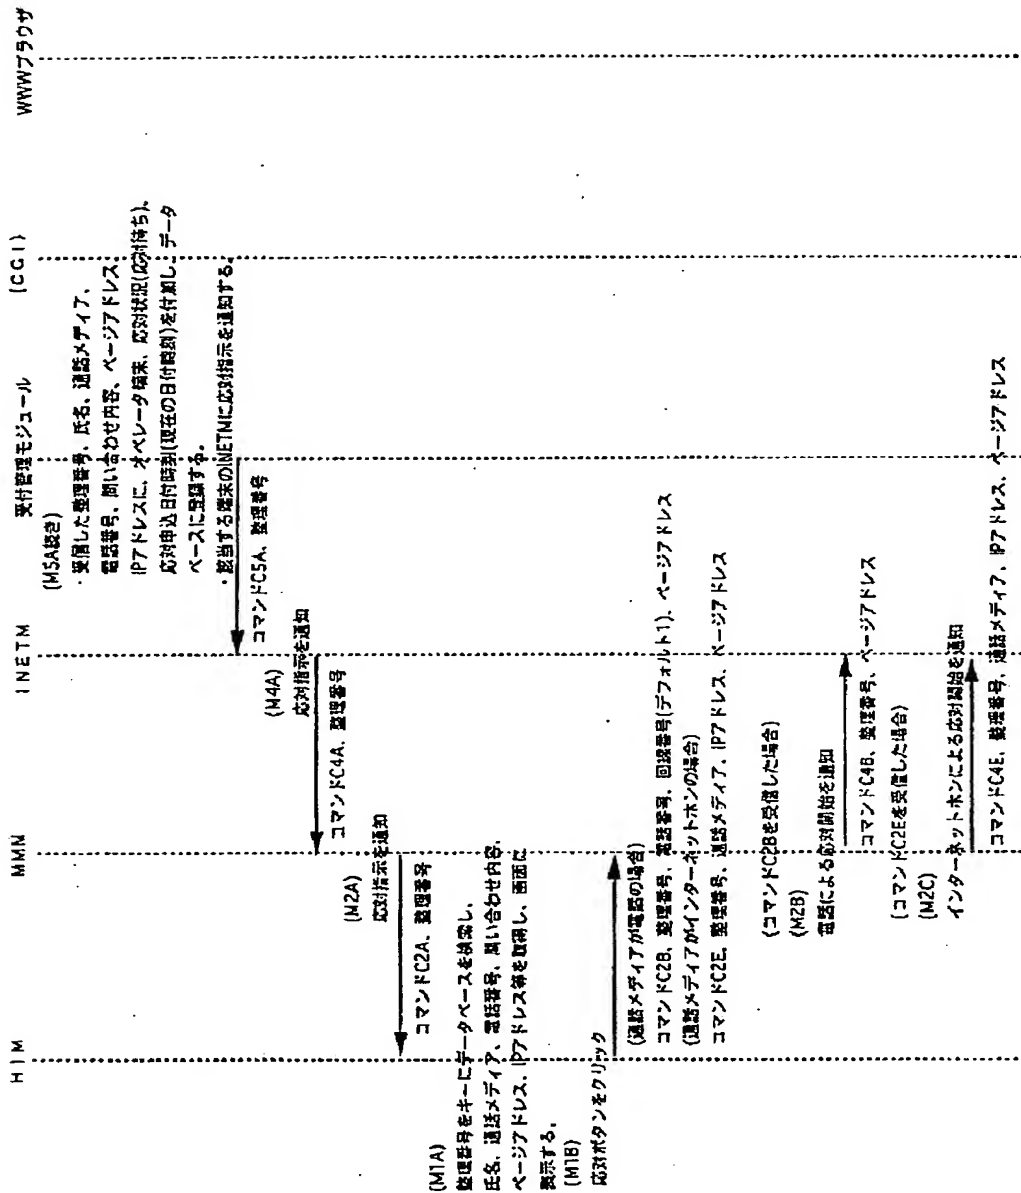 HIM
MMM
INETM
受付管理モジュール
(CGI)
WWWブラウザ
(M5A続き)
・受信した整理番号、氏名、通話メディア、
電話番号、問い合わせ内容、ページアドレス、
IPアドレスに、オペレータ端末、応対状況(応対待ち)、
応対申込日付時刻(現在の日付時刻)を付加し、データ
ベースに登録する。
・該当する端末のINETMに応対指示を通知する。
コマンドC5A、整理番号
(M4A)
応対指示を通知
コマンドC4A、整理番号
(M2A)
応対指示を通知
コマンドC2A、整理番号
(M1A)
整理番号をキーにデータベースを検索し、
氏名、通話メディア、電話番号、問い合わせ内容、
ページアドレス、IPアドレス等を取得し、画面に
表示する。
(M1B)
応対ボタンをクリック
(通話メディアが電話の場合)
コマンドC2B、整理番号、電話番号、回線番号(デフォルト1)、ページアドレス
(通話メディアがインターネットホンの場合)
コマンドC2E、整理番号、通話メディア、IPアドレス、ページアドレス
(コマンドC2Bを受信した場合)
(M2B)
電話による応対開始を通知
コマンドC4B、整理番号、ページアドレス
(コマンドC2Eを受信した場合)
(M2C)
インターネットホンによる応対開始を通知
コマンドC4E、整理番号、通話メディア、IPアドレス、ページアドレス